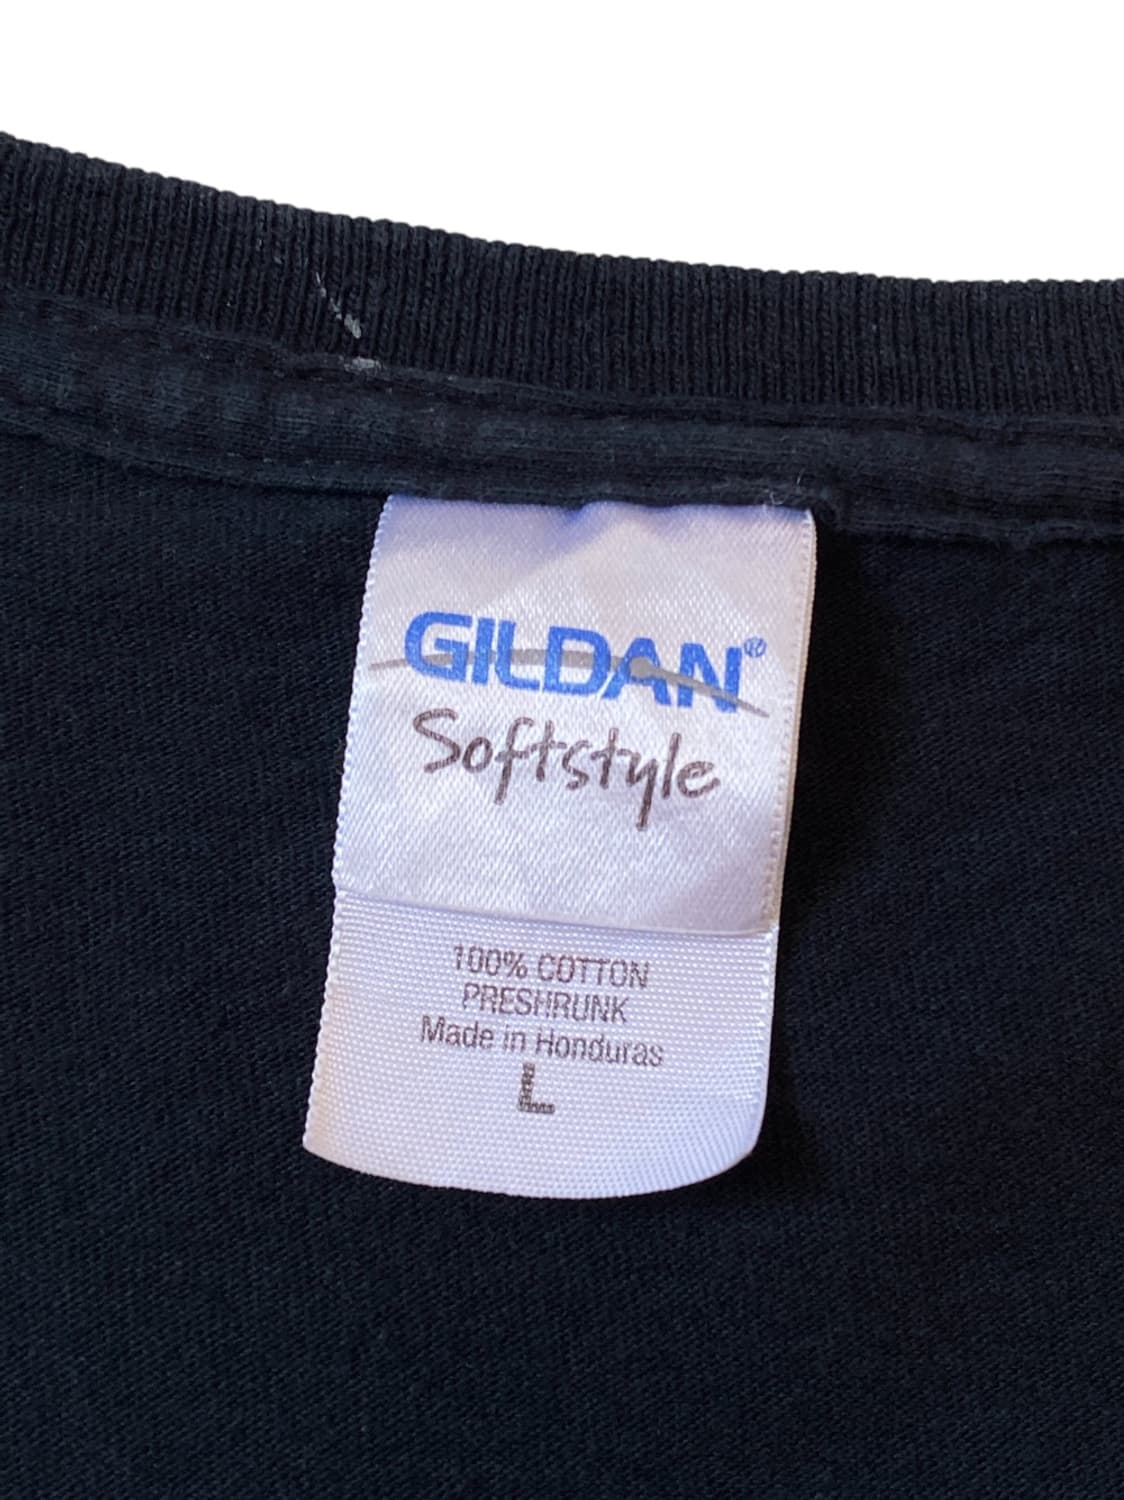 GILDAN®
Softstyle
100% COTTON
PRESHRUNK
Made in Honduras
L